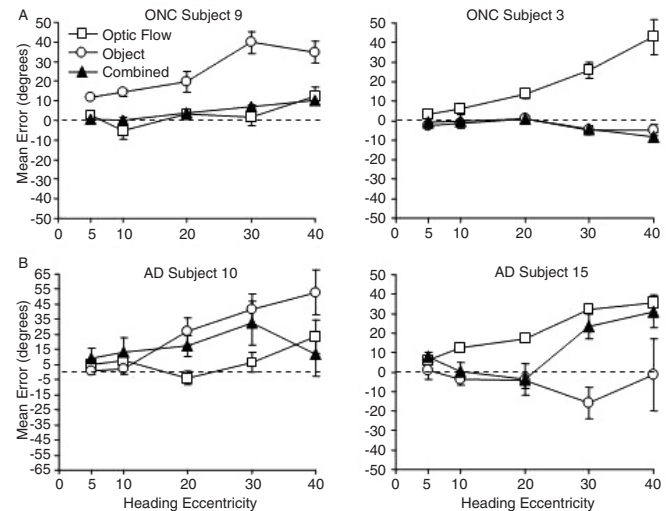 A
ONC Subject 9
ONC Subject 3
50
40
30
20
10
0
-10
-20
-30
-40
-50
Mean Error (degrees)
Optic Flow
Object
Combined
0 5 10 20 30 40
50
40
30
20
10
0
-10
-20
-30
-40
-50
0 5 10 20 30 40
B
AD Subject 10
AD Subject 15
65
55
45
35
25
15
5
-5
-15
-25
-35
-45
-55
-65
Mean Error (degrees)
0 5 10 20 30 40
Heading Eccentricity
50
40
30
20
10
0
-10
-20
-30
-40
-50
0 5 10 20 30 40
Heading Eccentricity